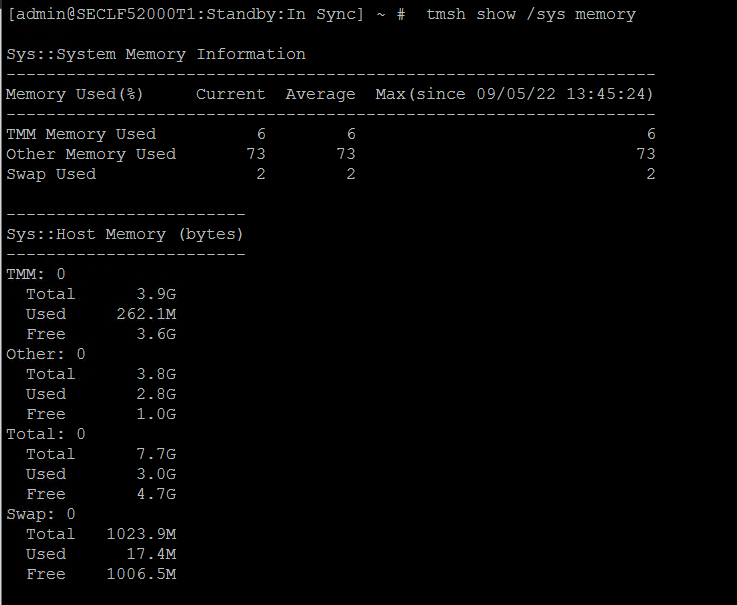 [admin@SECLF52000T1:Standby:In Sync] ~ #  tmsh show /sys memory
Sys::System Memory Information
-----------------------------------------------------------------
Memory Used(%)     Current  Average  Max(since 09/05/22 13:45:24)
-----------------------------------------------------------------
TMM Memory Used          6        6                             6
Other Memory Used       73       73                            73
Swap Used                2        2                             2
------------------------
Sys::Host Memory (bytes)
------------------------
TMM: 0
  Total      3.9G
  Used     262.1M
  Free       3.6G
Other: 0
  Total      3.8G
  Used       2.8G
  Free       1.0G
Total: 0
  Total      7.7G
  Used       3.0G
  Free       4.7G
Swap: 0
  Total   1023.9M
  Used      17.4M
  Free    1006.5M